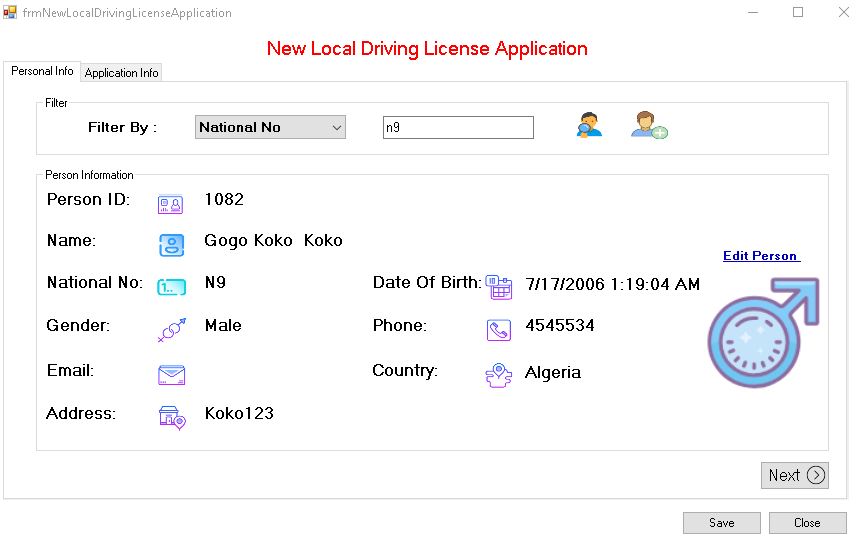 frmNewLocalDrivingLicenseApplication
New Local Driving License Application
Personal Info Application Info
Filter
Filter By : National No n9
Person Information
Person ID: 1082
Name: Gogo Koko  Koko
Edit Person
National No: 1.. N9 Date Of Birth: 7/17/2006 1:19:04 AM
Gender: Male Phone: 4545534
Email: Country: Algeria
Address: Koko123
Next
Save Close